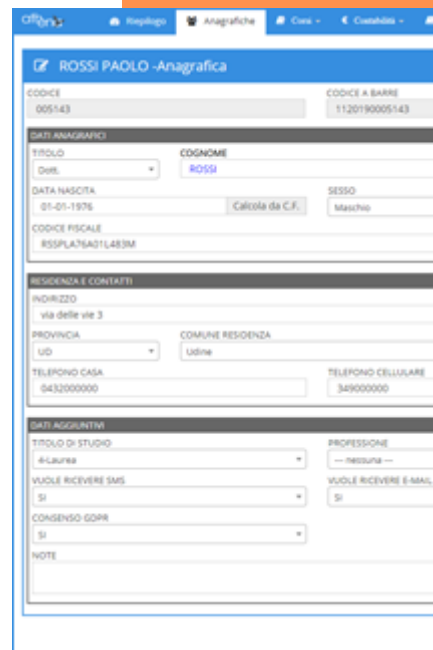 Riepilogo Anagrafiche Corsi Contabilità
ROSSI PAOLO -Anagrafica
CODICE CODICE A BARRE
005143 1120190005143
DATI ANAGRAFICI
TITOLO COGNOME
Dott. ROSSI
DATA NASCITA SESSO
01-01-1976 Calcola da C.F. Maschio
CODICE FISCALE
RSSPLA76A01L483M
RESIDENZA E CONTATTI
INDIRIZZO
via delle vie 3
PROVINCIA COMUNE RESIDENZA
UD Udine
TELEFONO CASA TELEFONO CELLULARE
0432000000 349000000
DATI AGGIUNTIVI
TITOLO DI STUDIO PROFESSIONE
4-Laurea --- nessuna ---
VUOLE RICEVERE SMS VUOLE RICEVERE E-MAIL
SI SI
CONSENSO GDPR
SI
NOTE